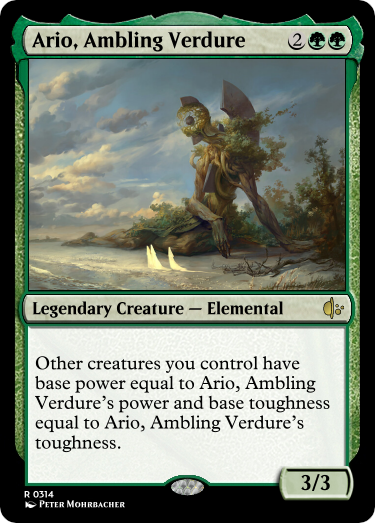 Ario, Ambling Verdure 2
Legendary Creature — Elemental
Other creatures you control have
base power equal to Ario, Ambling
Verdure's power and base toughness
equal to Ario, Ambling Verdure's
toughness.
3/3
R 0314
Peter Mohrbacher